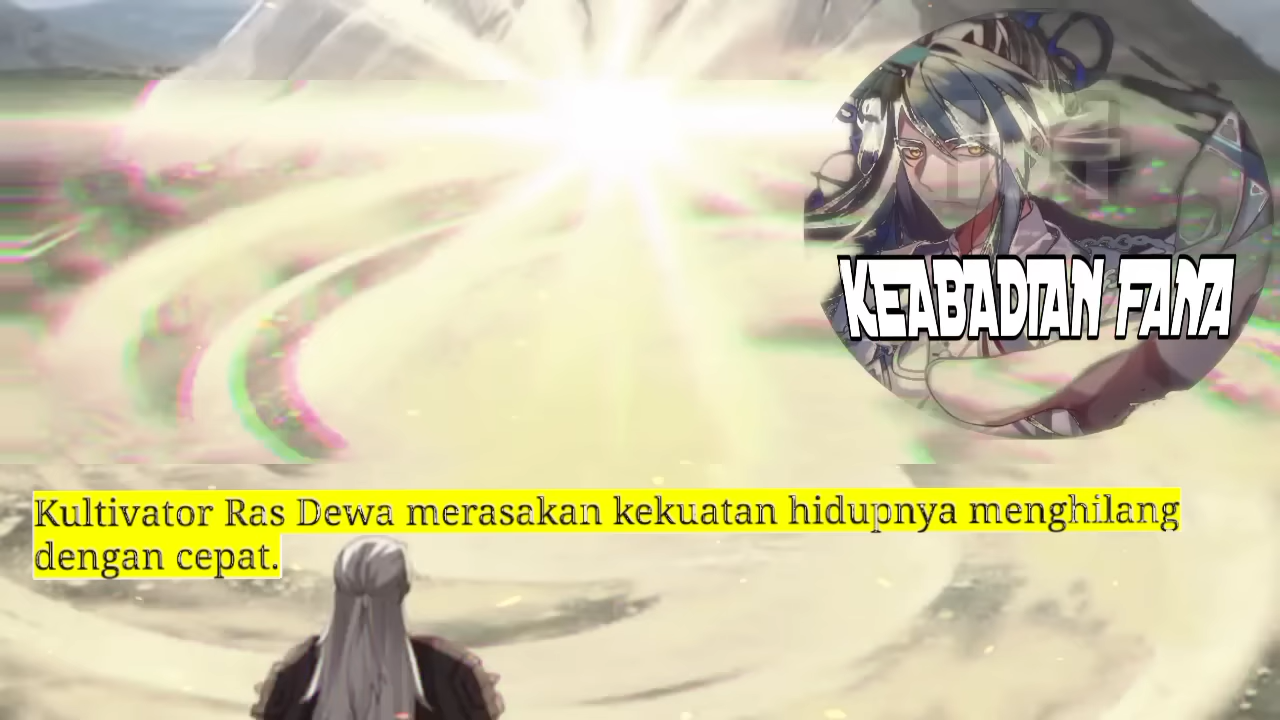 KEABADIAN FANA
Kultivator Ras Dewa merasakan kekuatan hidupnya menghilang
dengan cepat.